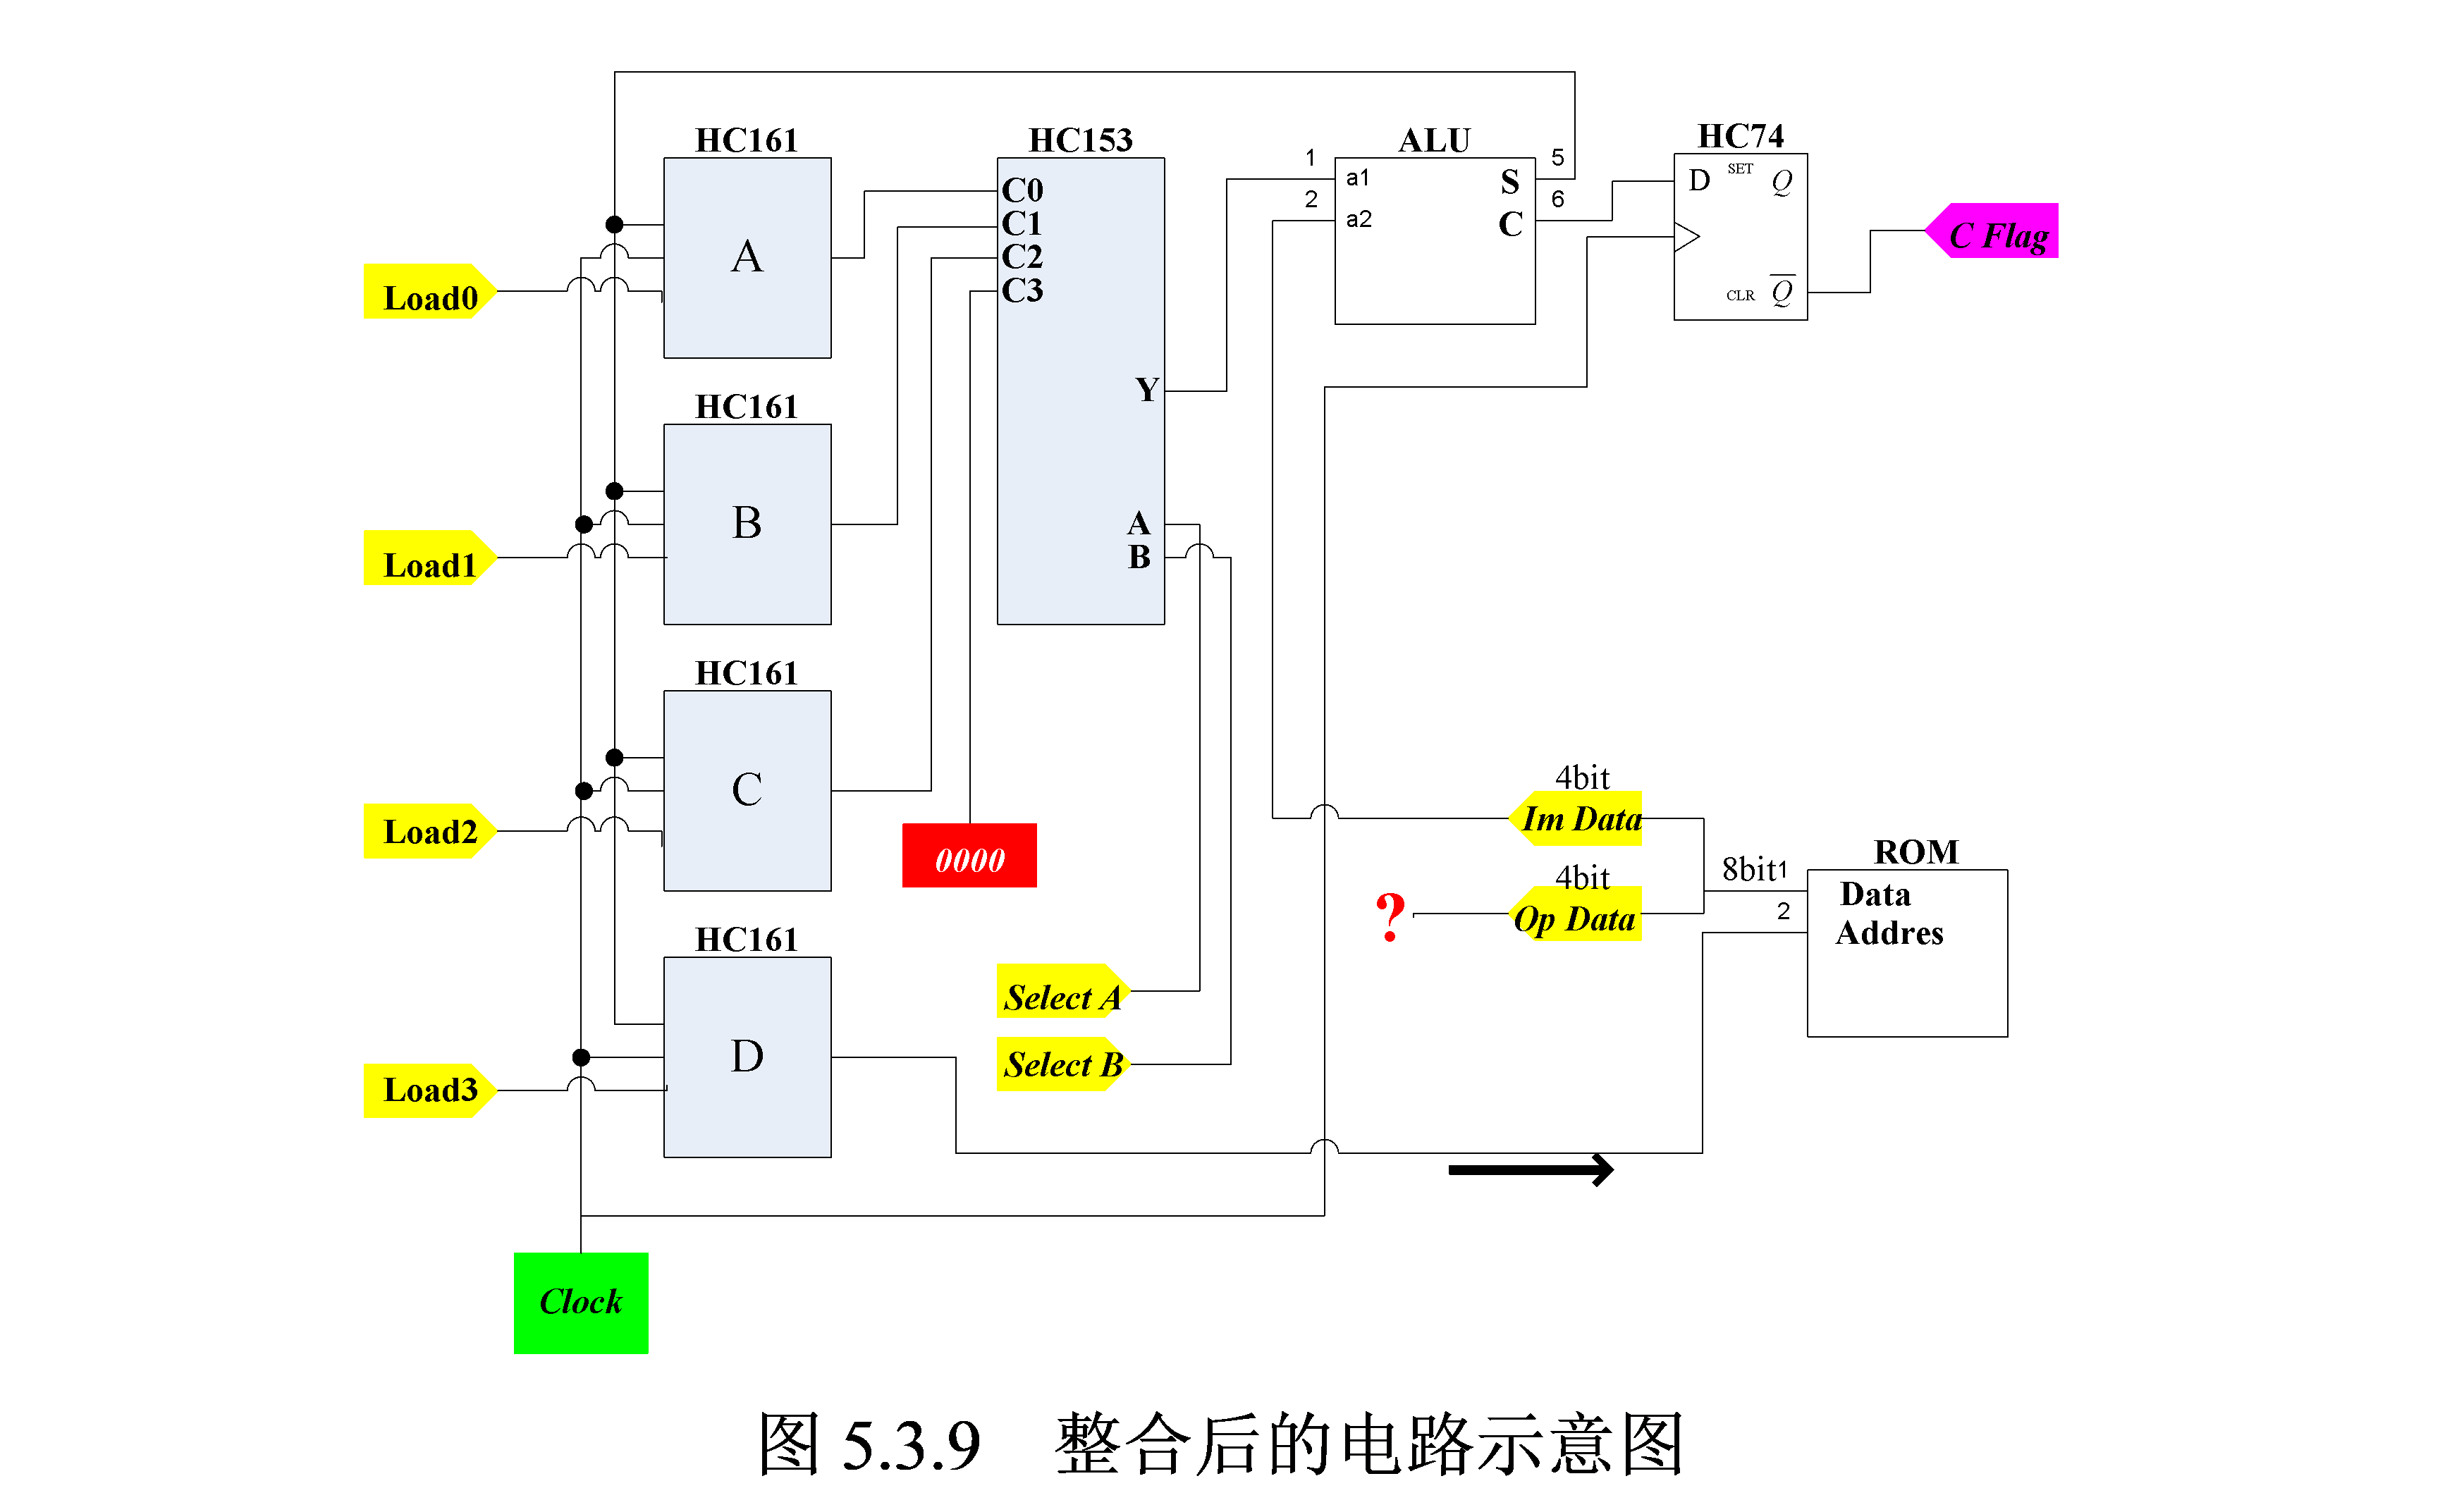 HC161
A
Load0
HC161
B
Load1
HC161
C
Load2
HC161
D
Load3
Clock
HC153
C0
C1
C2
C3
Y
A
B
0000
Select A
Select B
ALU
1
a1
2
a2
S
5
C
6
HC74
D
SET
Q
CLR
Q
C Flag
4bit
Im Data
4bit
Op Data
?
8bit
1
2
ROM
Data
Addres
图 5.3.9 整合后的电路示意图